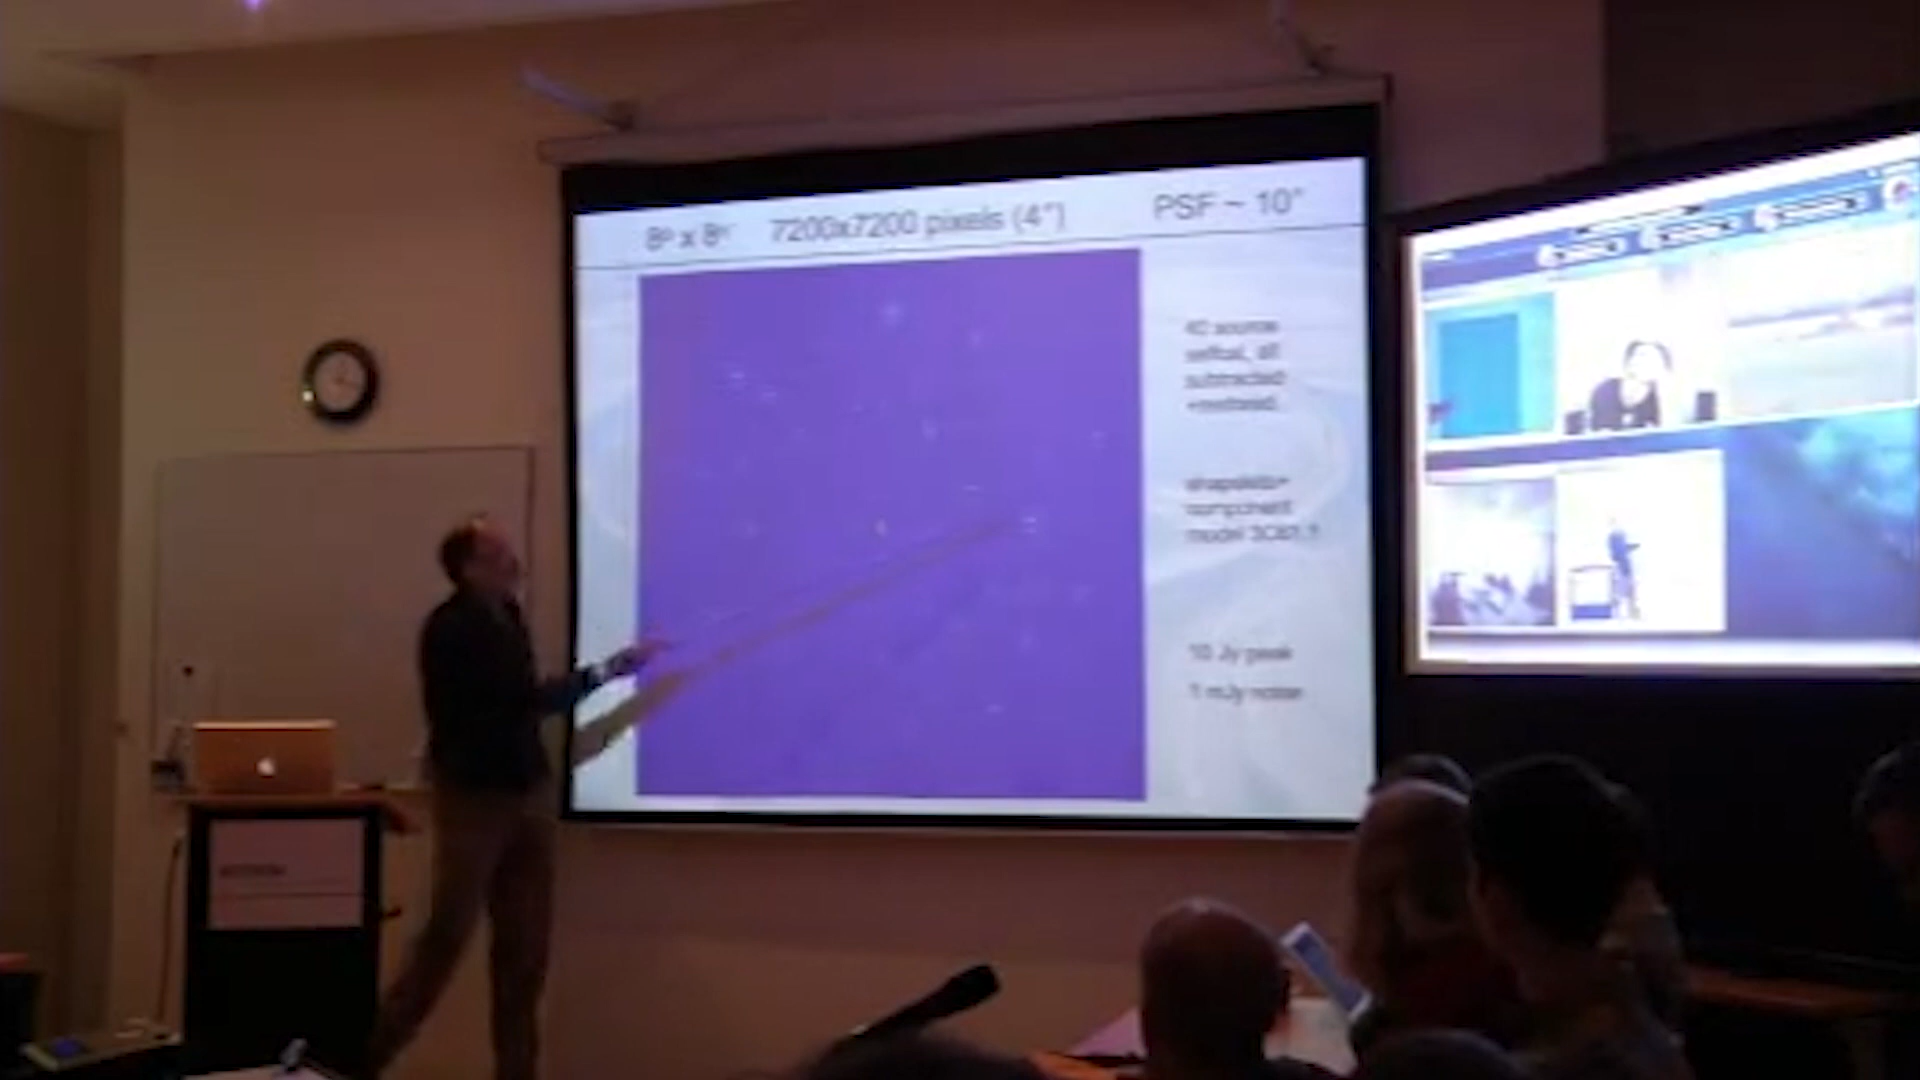 8° x 8° 7200x7200 pixels (4") PSF ~ 10"
40 source
selfcal, all
subtracted
+restored.
shapelets+
component
model 3C61.1
10 Jy peak
1 mJy noise